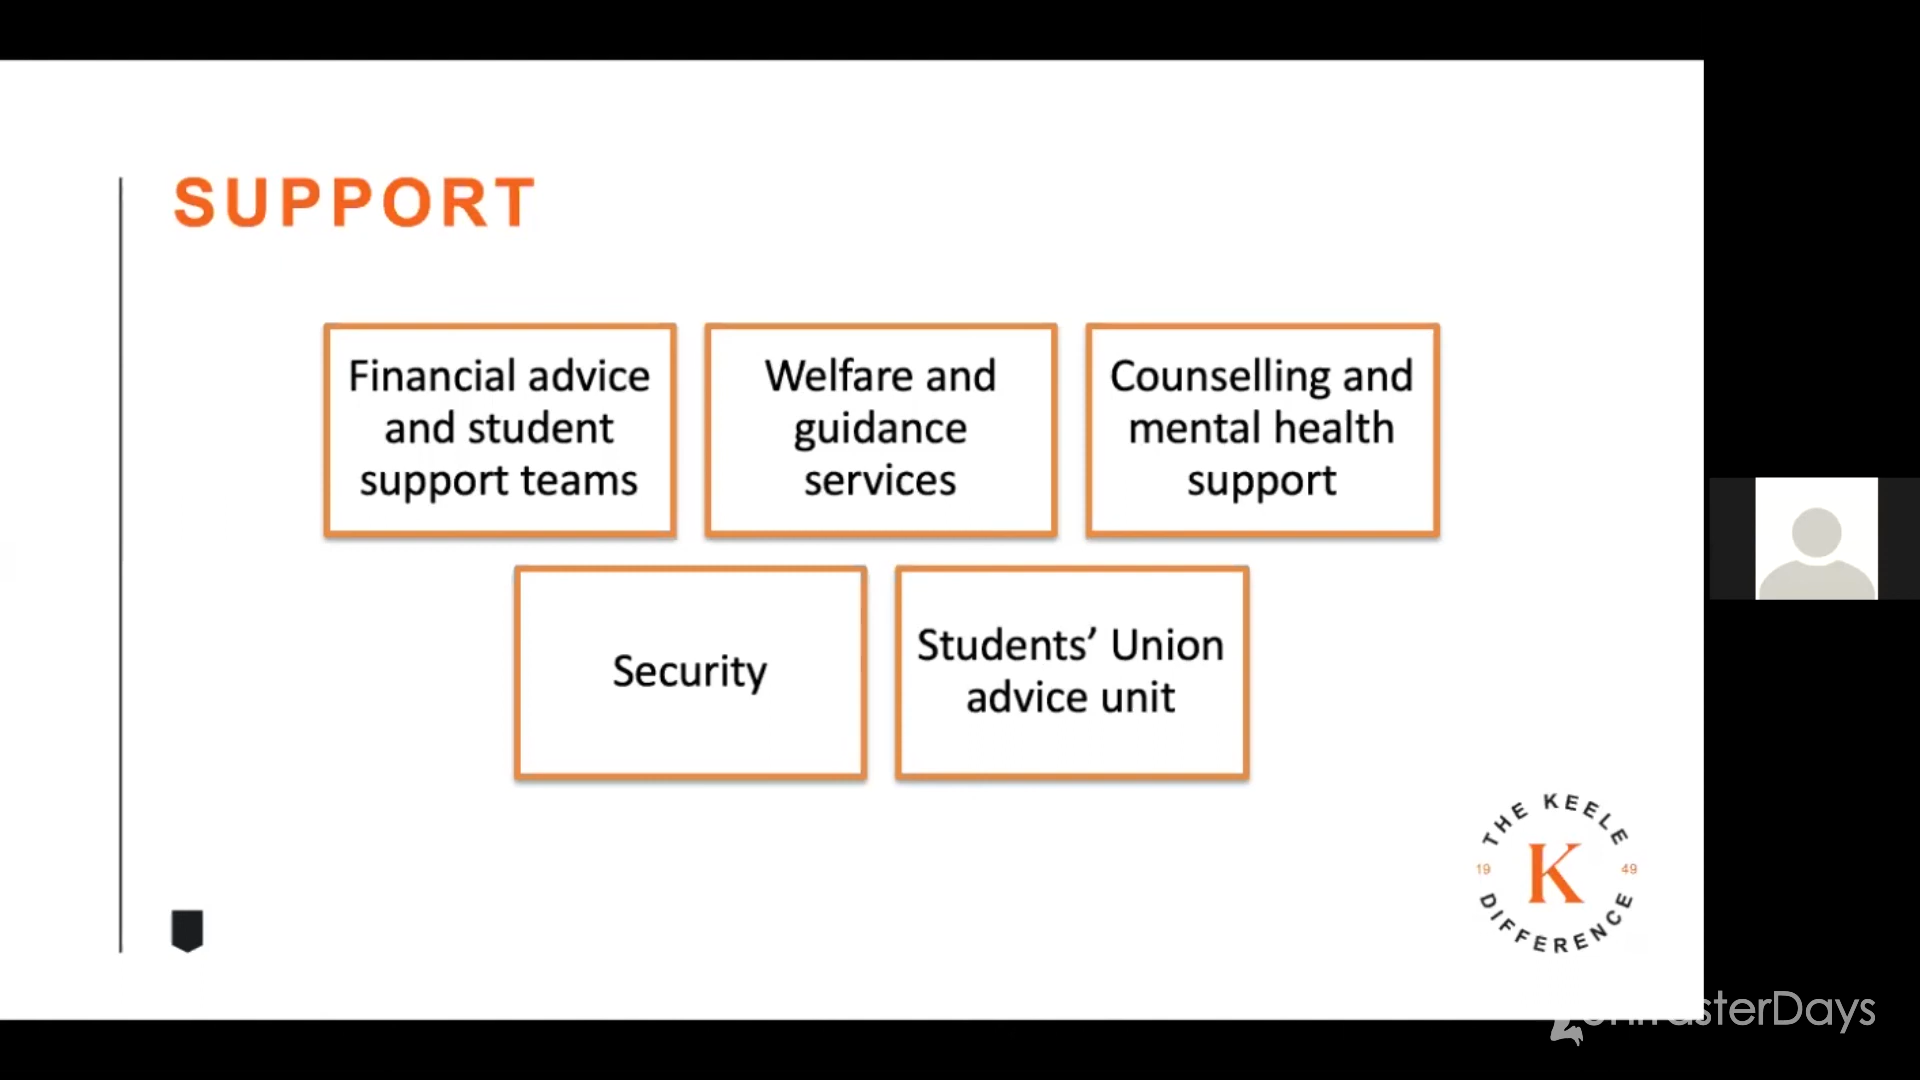 SUPPORT
Financial advice
and student
support teams
Welfare and
guidance
services
Counselling and
mental health
support
Security
Students’ Union
advice unit
THE KEELE
19 K 49
DIFFERENCE